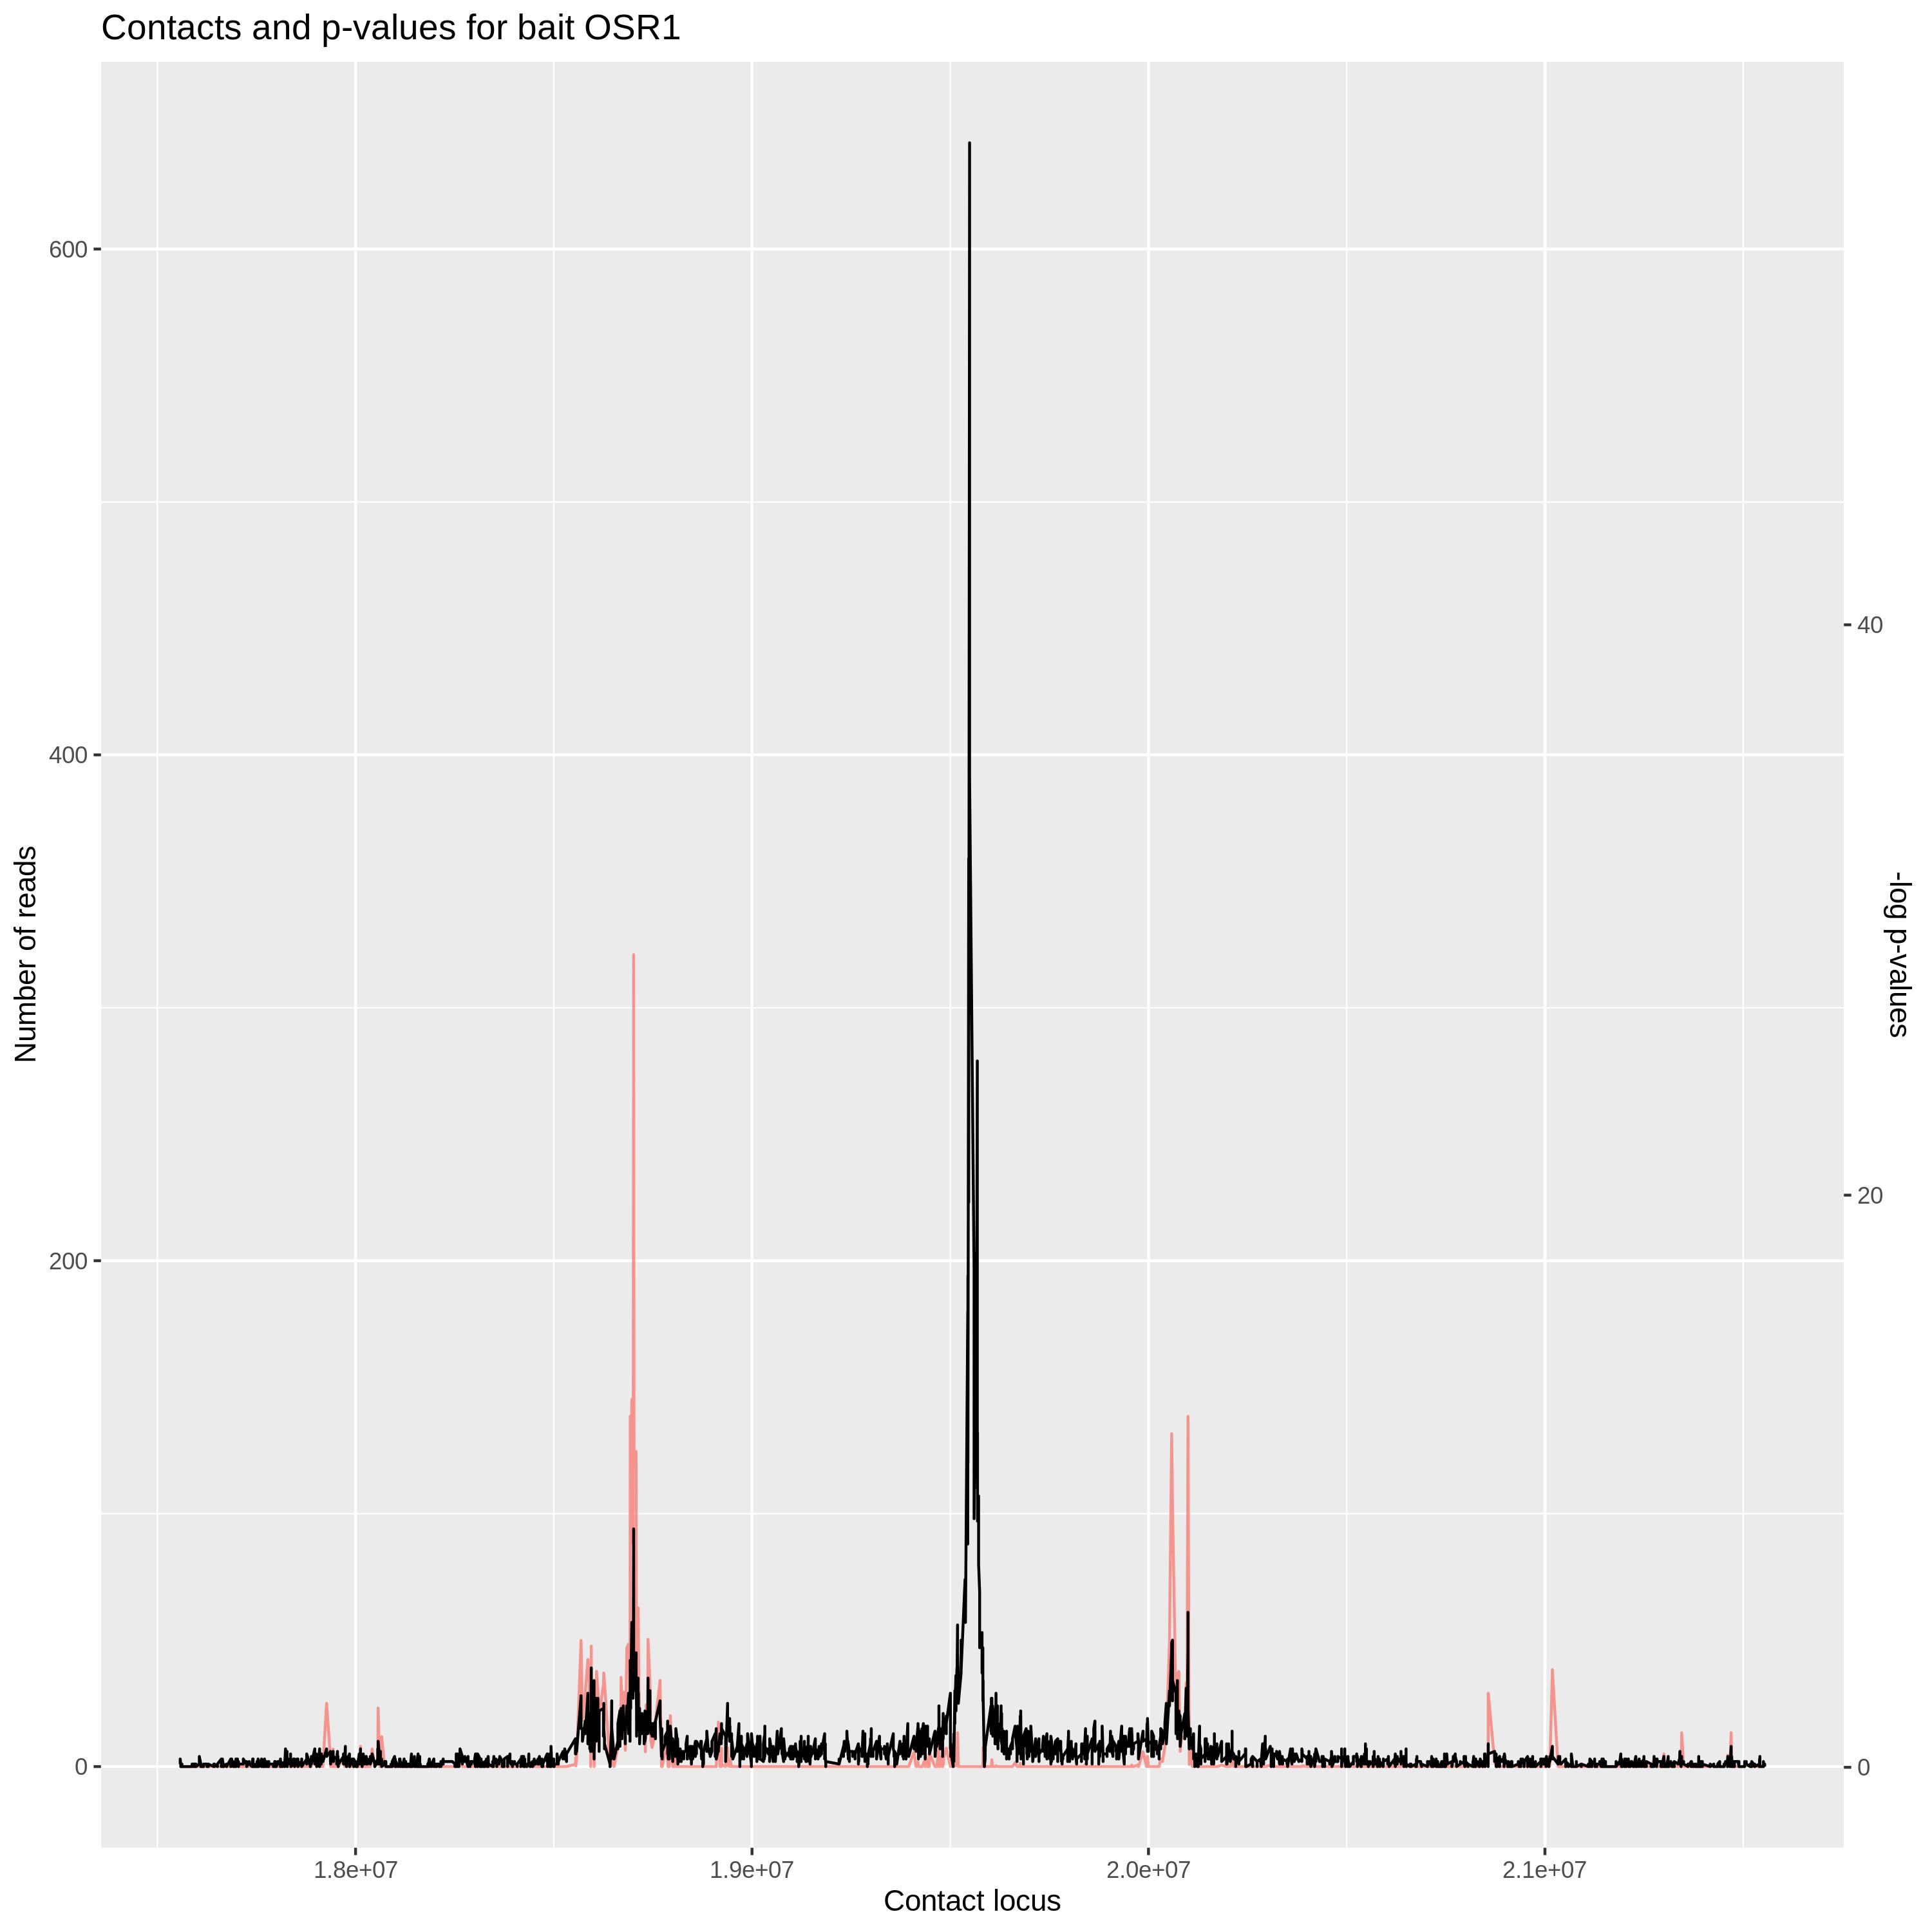 Contacts and p-values for bait OSR1
600
400
200
0
Number of reads
40
20
0
-log p-values
1.8e+07
1.9e+07
2.0e+07
2.1e+07
Contact locus